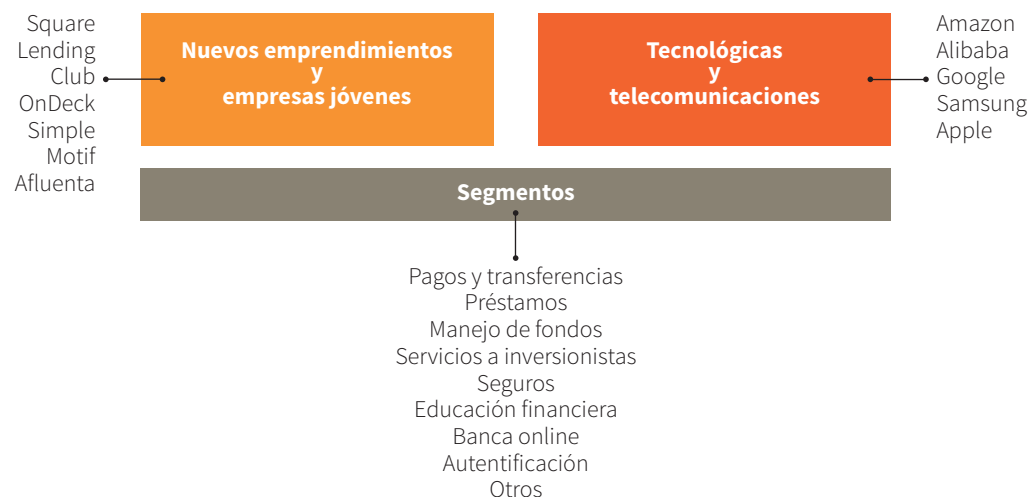 Square
Lending
Club
OnDeck
Simple
Motif
Afluenta
Nuevos emprendimientos
y
empresas jóvenes
Tecnológicas
y
telecomunicaciones
Amazon
Alibaba
Google
Samsung
Apple
Segmentos
Pagos y transferencias
Préstamos
Manejo de fondos
Servicios a inversionistas
Seguros
Educación financiera
Banca online
Autentificación
Otros